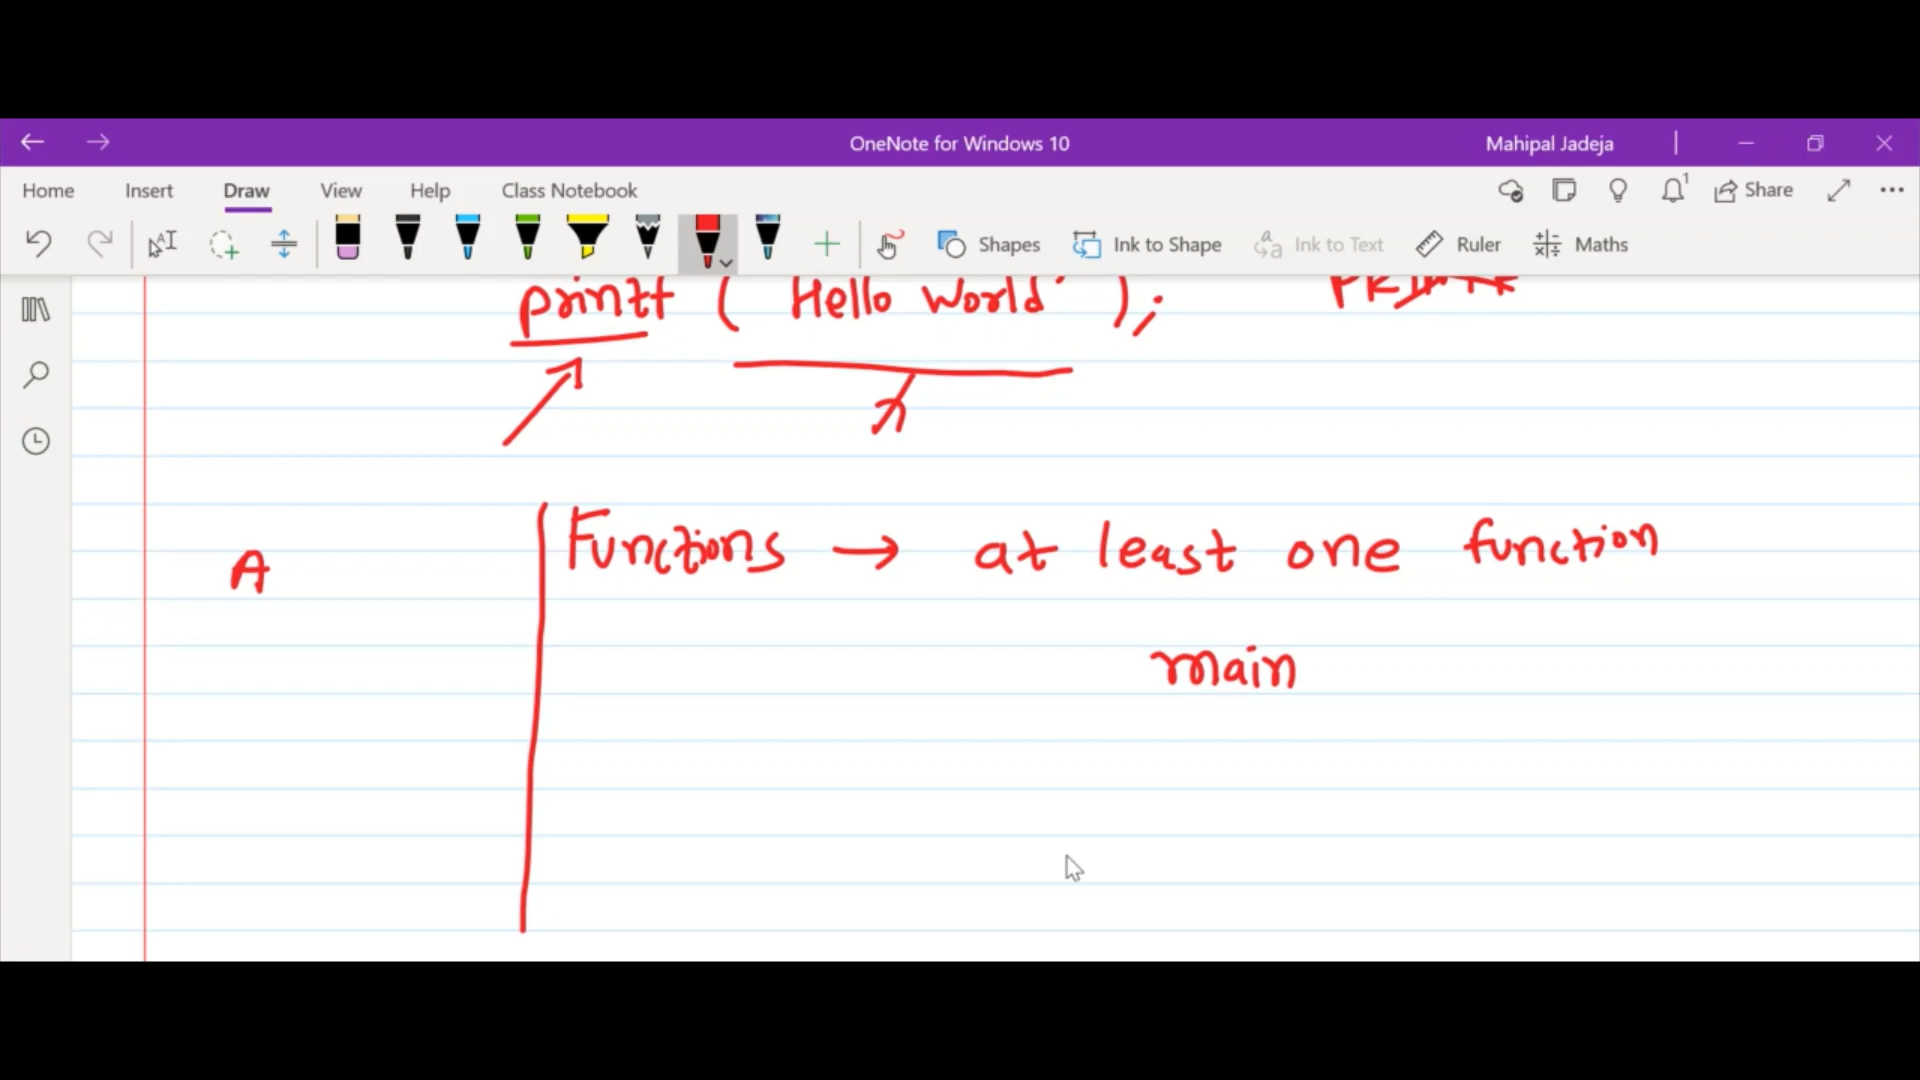 OneNote for Windows 10
Mahipal Jadeja
Home Insert Draw View Help Class Notebook
1 Share
Shapes Ink to Shape Ink to Text Ruler Maths
printf ( Hello World" );
Functions → at least one function
A
main